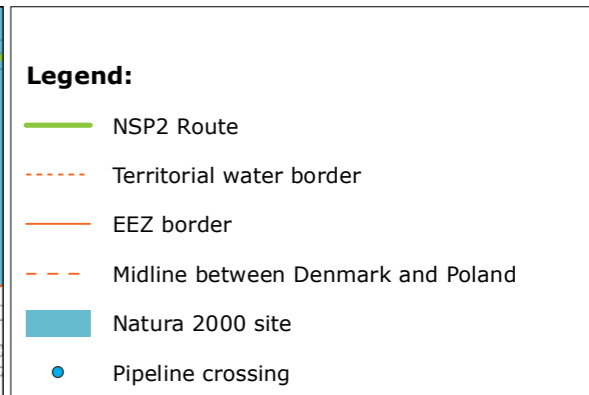 Legend:
NSP2 Route
Territorial water border
EEZ border
Midline between Denmark and Poland
Natura 2000 site
Pipeline crossing